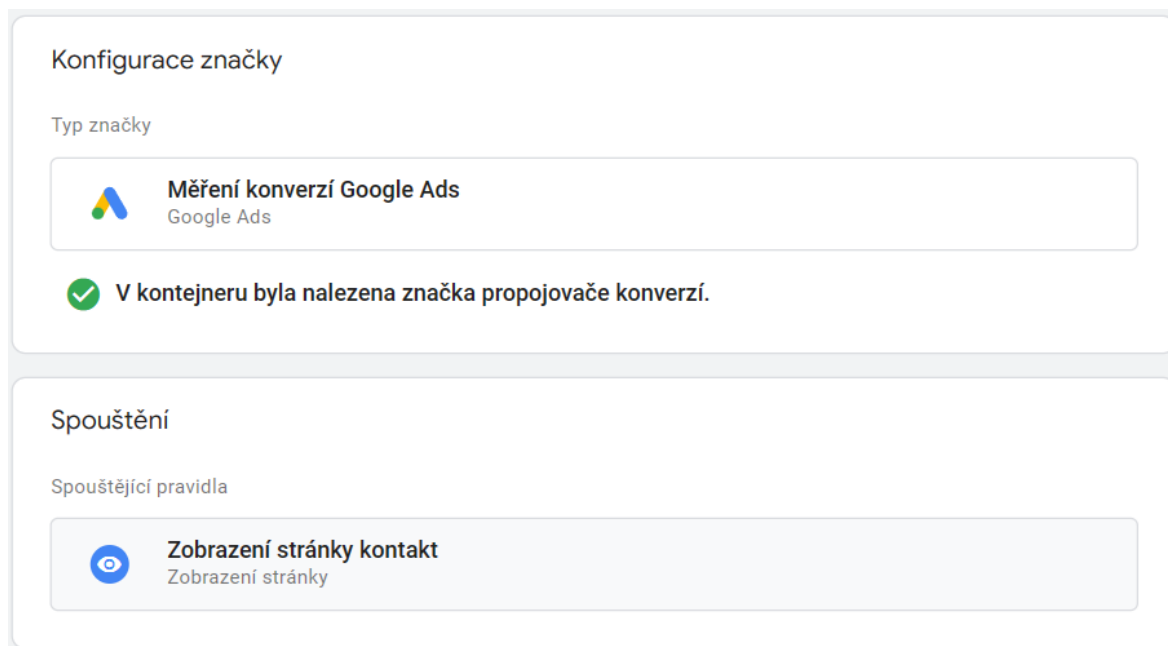 Konfigurace značky
Typ značky
Měření konverzí Google Ads
Google Ads
V kontejneru byla nalezena značka propojovače konverzí.
Spouštění
Spouštějící pravidla
Zobrazení stránky kontakt
Zobrazení stránky